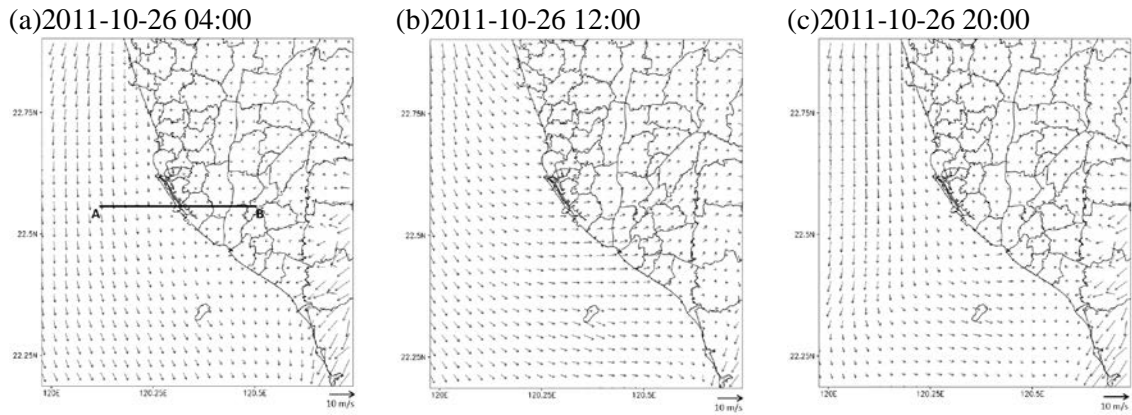 (a)2011-10-26 04:00
(b)2011-10-26 12:00
(c)2011-10-26 20:00
22.75N
22.5N
22.25N
120E
120.25E
120.5E
10 m/s
A
B
22.75N
22.5N
22.25N
120E
120.25E
120.5E
10 m/s
22.75N
22.5N
22.25N
120E
120.25E
120.5E
10 m/s